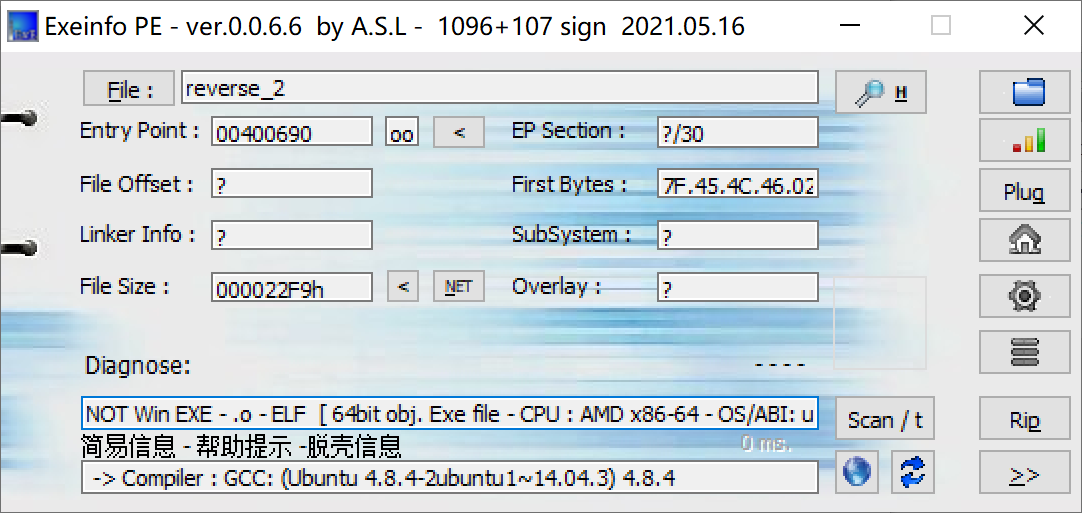 Exeinfo PE - ver.0.0.6.6 by A.S.L - 1096+107 sign 2021.05.16
File : reverse_2 H
Entry Point : 00400690 oo < EP Section : ?/30
File Offset : ? First Bytes : 7F.45.4C.46.02
Plug
Linker Info : ? SubSystem : ?
File Size : 000022F9h < NET Overlay : ?
Diagnose: - - - -
NOT Win EXE - .o - ELF [ 64bit obj. Exe file - CPU : AMD x86-64 - OS/ABI: u
Scan / t Rip
简易信息 - 帮助提示 -脱壳信息 0 ms.
-> Compiler : GCC: (Ubuntu 4.8.4-2ubuntu1~14.04.3) 4.8.4
>>